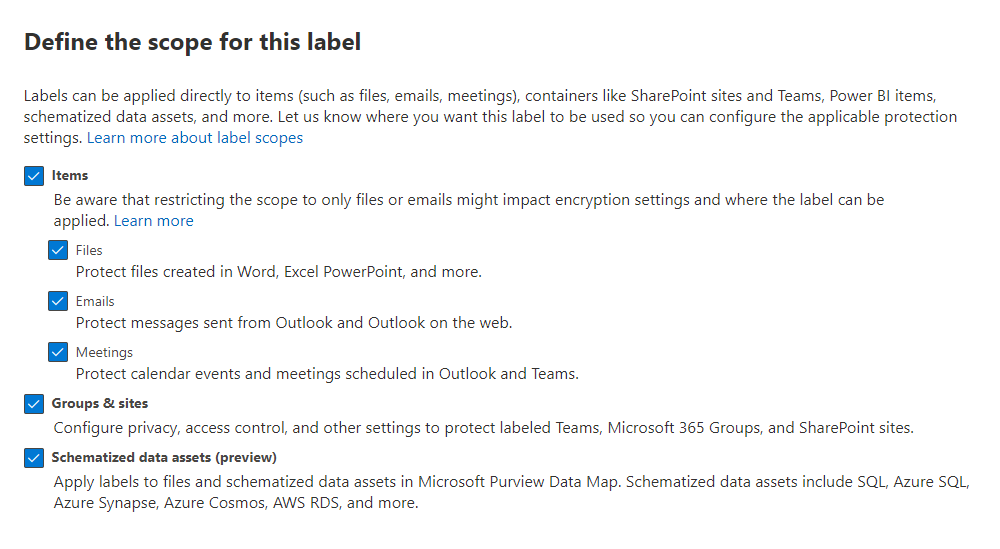 Define the scope for this label
Labels can be applied directly to items (such as files, emails, meetings), containers like SharePoint sites and Teams, Power BI items,
schematized data assets, and more. Let us know where you want this label to be used so you can configure the applicable protection
settings. Learn more about label scopes
Items
Be aware that restricting the scope to only files or emails might impact encryption settings and where the label can be
applied. Learn more
Files
Protect files created in Word, Excel PowerPoint, and more.
Emails
Protect messages sent from Outlook and Outlook on the web.
Meetings
Protect calendar events and meetings scheduled in Outlook and Teams.
Groups & sites
Configure privacy, access control, and other settings to protect labeled Teams, Microsoft 365 Groups, and SharePoint sites.
Schematized data assets (preview)
Apply labels to files and schematized data assets in Microsoft Purview Data Map. Schematized data assets include SQL, Azure SQL,
Azure Synapse, Azure Cosmos, AWS RDS, and more.